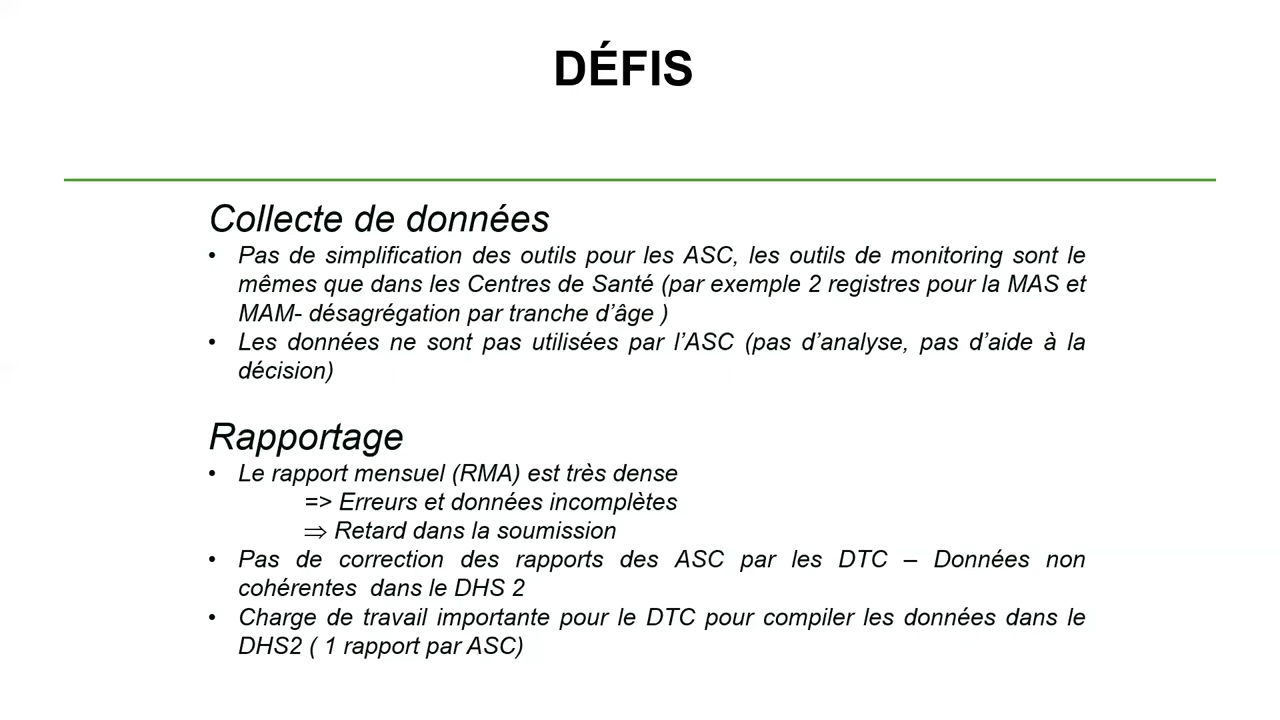 DÉFIS
Collecte de données
• Pas de simplification des outils pour les ASC, les outils de monitoring sont le
mêmes que dans les Centres de Santé (par exemple 2 registres pour la MAS et
MAM- désagrégation par tranche d'âge )
• Les données ne sont pas utilisées par l'ASC (pas d'analyse, pas d'aide à la
décision)
Rapportage
• Le rapport mensuel (RMA) est très dense
=> Erreurs et données incomplètes
⇒ Retard dans la soumission
• Pas de correction des rapports des ASC par les DTC – Données non
cohérentes dans le DHS 2
• Charge de travail importante pour le DTC pour compiler les données dans le
DHS2 ( 1 rapport par ASC)